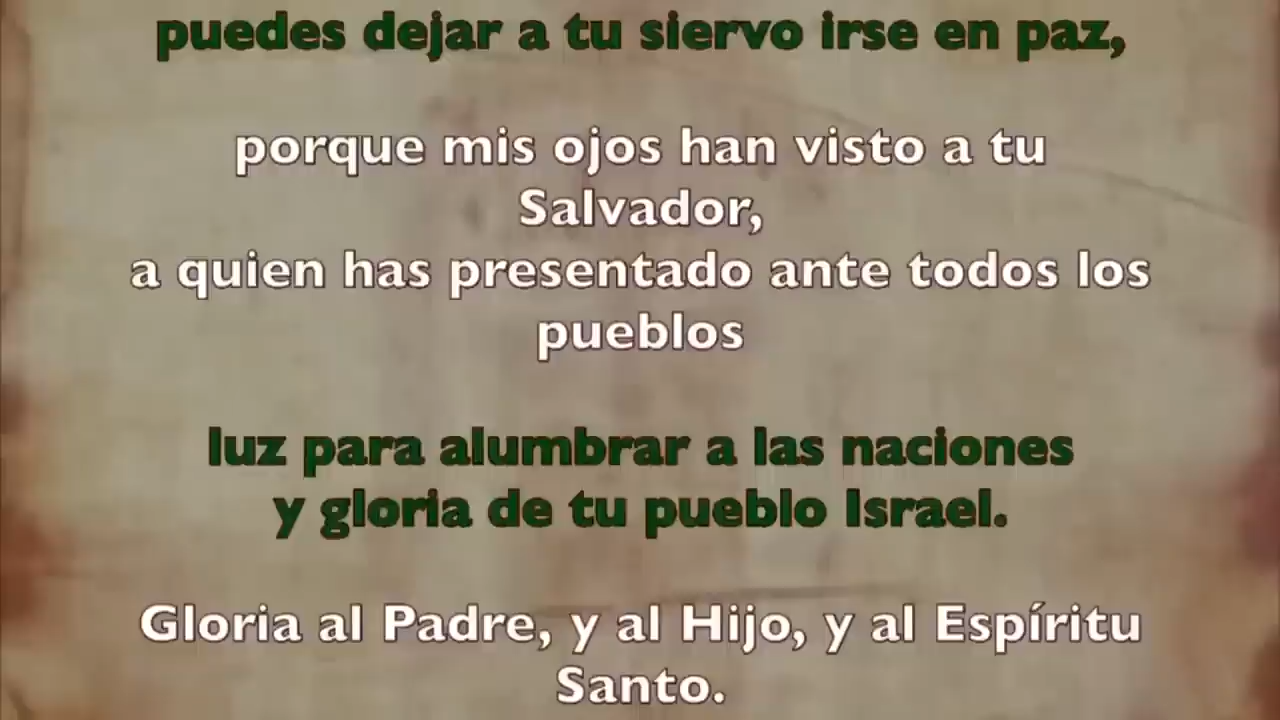 puedes dejar a tu siervo irse en paz,
porque mis ojos han visto a tu
Salvador,
a quien has presentado ante todos los
pueblos
luz para alumbrar a las naciones
y gloria de tu pueblo Israel.
Gloria al Padre, y al Hijo, y al Espíritu
Santo.